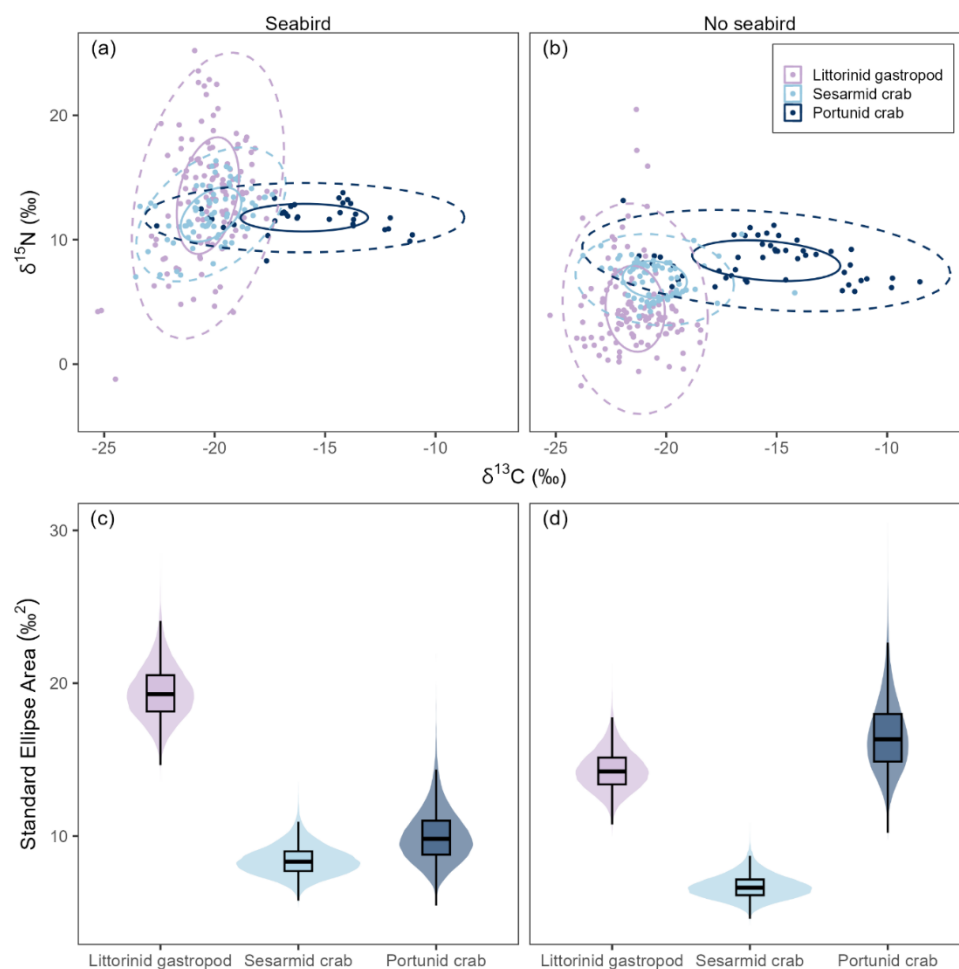 Seabird
No seabird
(a)
(b)
Littorinid gastropod
Sesarmid crab
Portunid crab
20
10
0
δ¹⁵N (‰)
-25
-20
-15
-10
-25
-20
-15
-10
δ¹³C (‰)
(c)
(d)
30
20
10
Standard Ellipse Area (‰²)
Littorinid gastropod
Sesarmid crab
Portunid crab
Littorinid gastropod
Sesarmid crab
Portunid crab